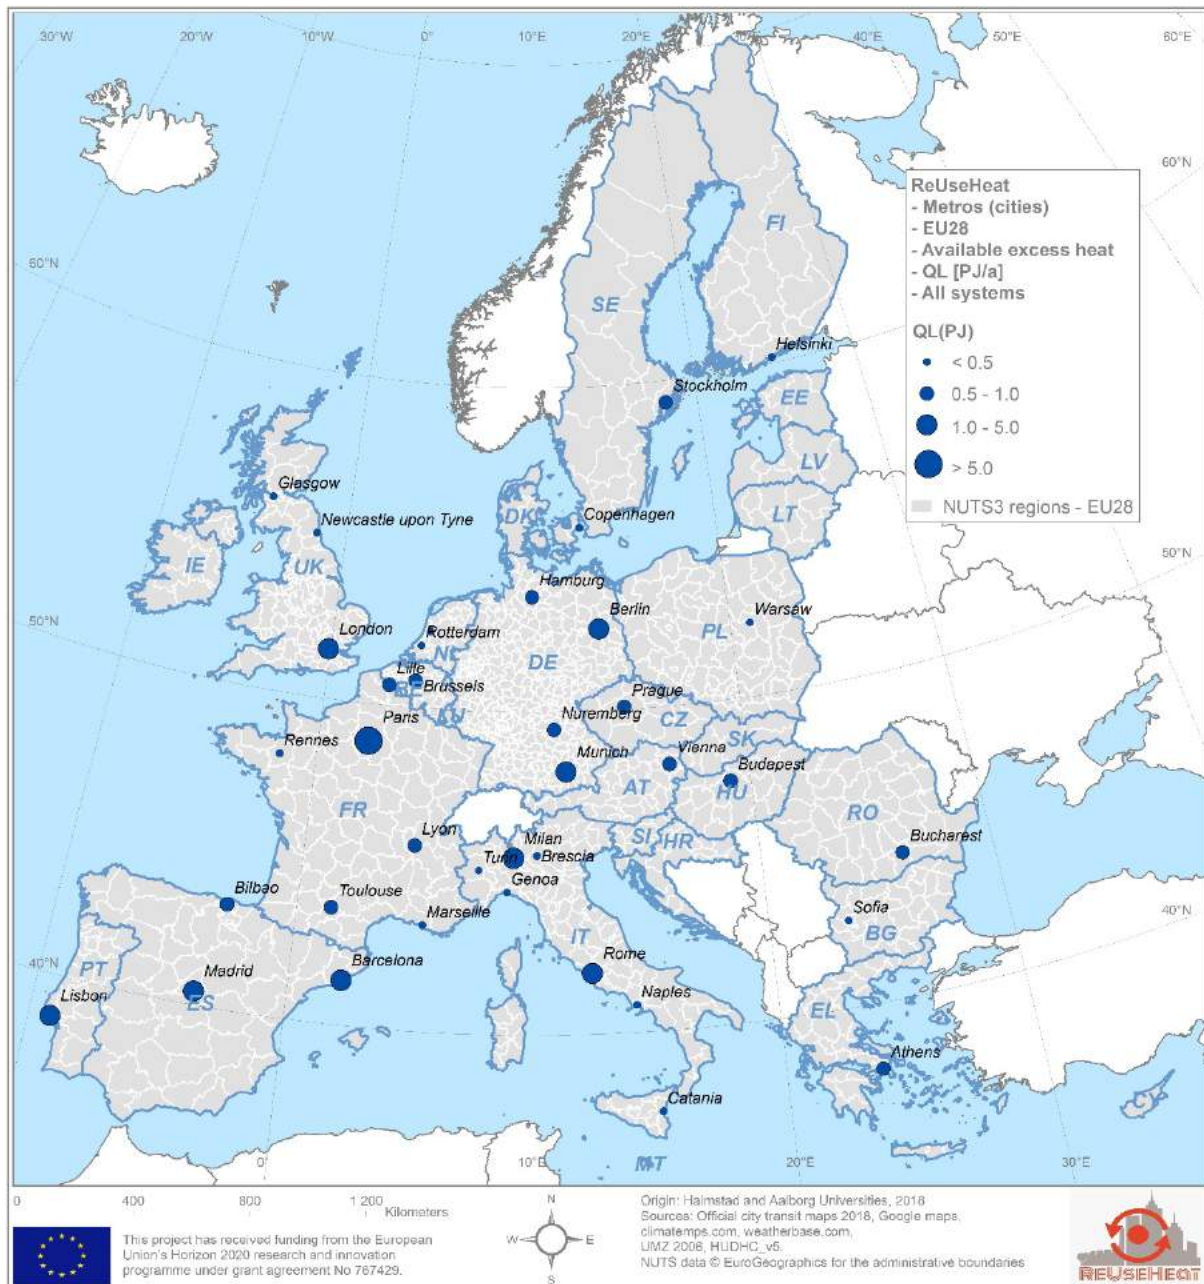 30°W
20°W
10°W
0°
10°E
20°E
30°E
40°E
50°E
60°E
60°N
60°N
50°N
50°N
40°N
40°N
0°
10°E
20°E
30°E
ReUseHeat
- Metros (cities)
- EU28
- Available excess heat
- QL [PJ/a]
- All systems
QL(PJ)
< 0.5
0.5 - 1.0
1.0 - 5.0
> 5.0
NUTS3 regions - EU28
FI
SE
Helsinki
Stockholm
EE
LV
LT
Glasgow
Newcastle upon Tyne
DK
Copenhagen
IE
UK
Hamburg
Berlin
Warsaw
PL
London
Rotterdam
NL
DE
Lille
BE
Brussels
Prague
CZ
LU
Paris
Nuremberg
SK
Rennes
Munich
Vienna
Budapest
AT
HU
FR
RO
Lyon
Milan
SI
HR
Bucharest
Turin
Brescia
Genoa
Bilbao
Toulouse
Marseille
Sofia
BG
IT
PT
Madrid
Barcelona
Rome
Lisbon
ES
Naples
EL
Athens
Catania
MT
0
400
800
1 200
Kilometers
N
W
E
S
Origin: Halmstad and Aalborg Universities, 2018
Sources: Official city transit maps 2018, Google maps,
climatemps.com, weatherbase.com,
UMZ 2006, HUDHC_v5.
NUTS data © EuroGeographics for the administrative boundaries
This project has received funding from the European
Union's Horizon 2020 research and innovation
programme under grant agreement No 767429.
REUSEHEAT